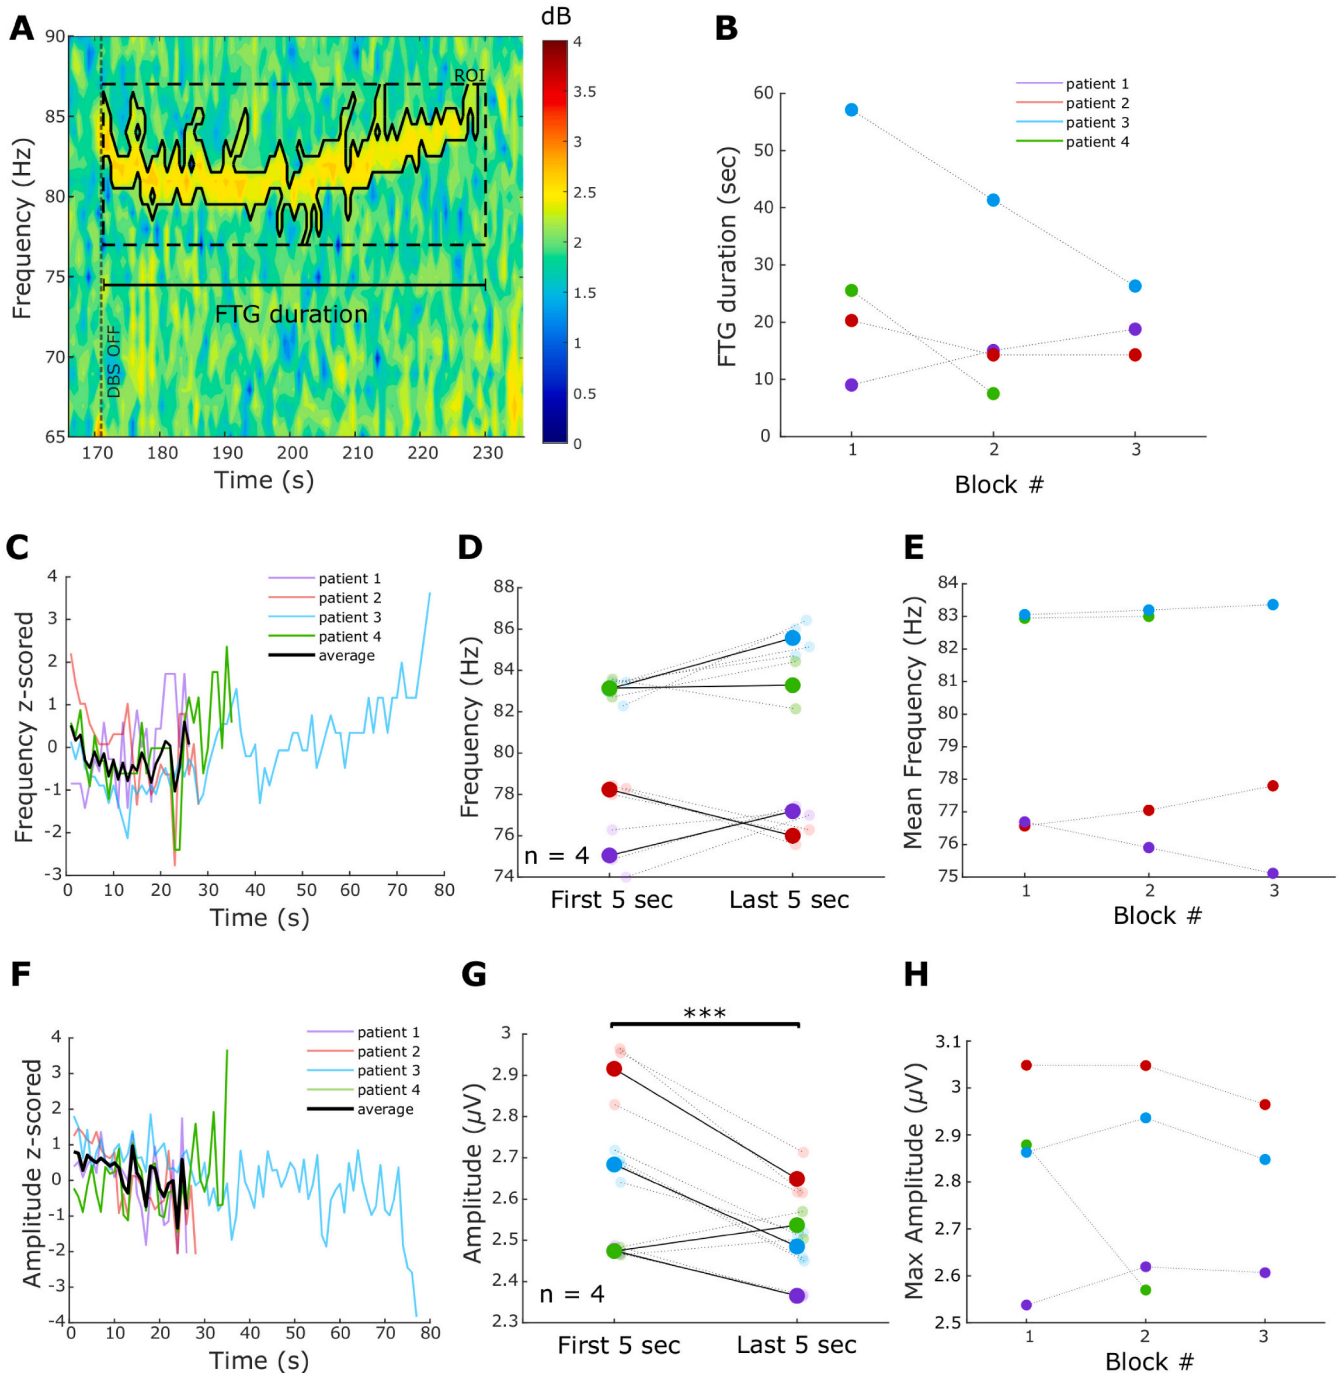 A
dB
90
85
80
75
70
65
Frequency (Hz)
ROI
FTG duration
DBS OFF
170 180 190 200 210 220 230
Time (s)
4
3.5
3
2.5
2
1.5
1
0.5
0
B
patient 1
patient 2
patient 3
patient 4
60
50
40
30
20
10
0
FTG duration (sec)
1 2 3
Block #
C
4
3
2
1
0
-1
-2
-3
Frequency z-scored
patient 1
patient 2
patient 3
patient 4
average
0 10 20 30 40 50 60 70 80
Time (s)
D
88
86
84
82
80
78
76
74
Frequency (Hz)
n = 4
First 5 sec Last 5 sec
E
84
83
82
81
80
79
78
77
76
75
Mean Frequency (Hz)
1 2 3
Block #
F
4
3
2
1
0
-1
-2
-3
-4
Amplitude z-scored
patient 1
patient 2
patient 3
patient 4
average
0 10 20 30 40 50 60 70 80
Time (s)
G
***
3
2.9
2.8
2.7
2.6
2.5
2.4
2.3
Amplitude (µV)
n = 4
First 5 sec Last 5 sec
H
3.1
3
2.9
2.8
2.7
2.6
2.5
Max Amplitude (µV)
1 2 3
Block #